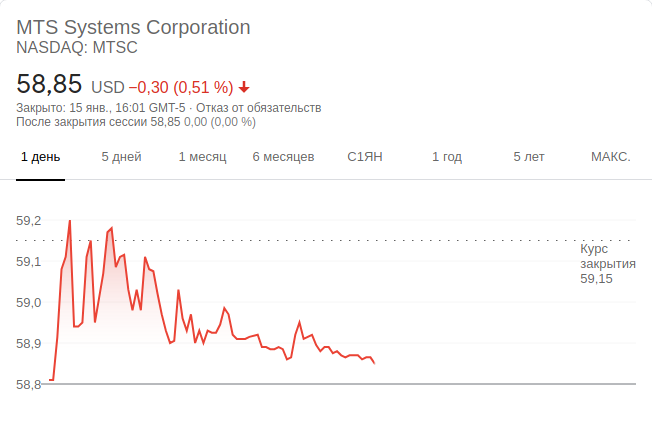 MTS Systems Corporation
NASDAQ: MTSC
58,85 USD −0,30 (0,51 %)
Закрыто: 15 янв., 16:01 GMT-5 · Отказ от обязательств
После закрытия сессии 58,85 0,00 (0,00 %)
1 день 5 дней 1 месяц 6 месяцев С1ЯН 1 год 5 лет МАКС.
59,2
59,1
59,0
58,9
58,8
Курс
закрытия
59,15